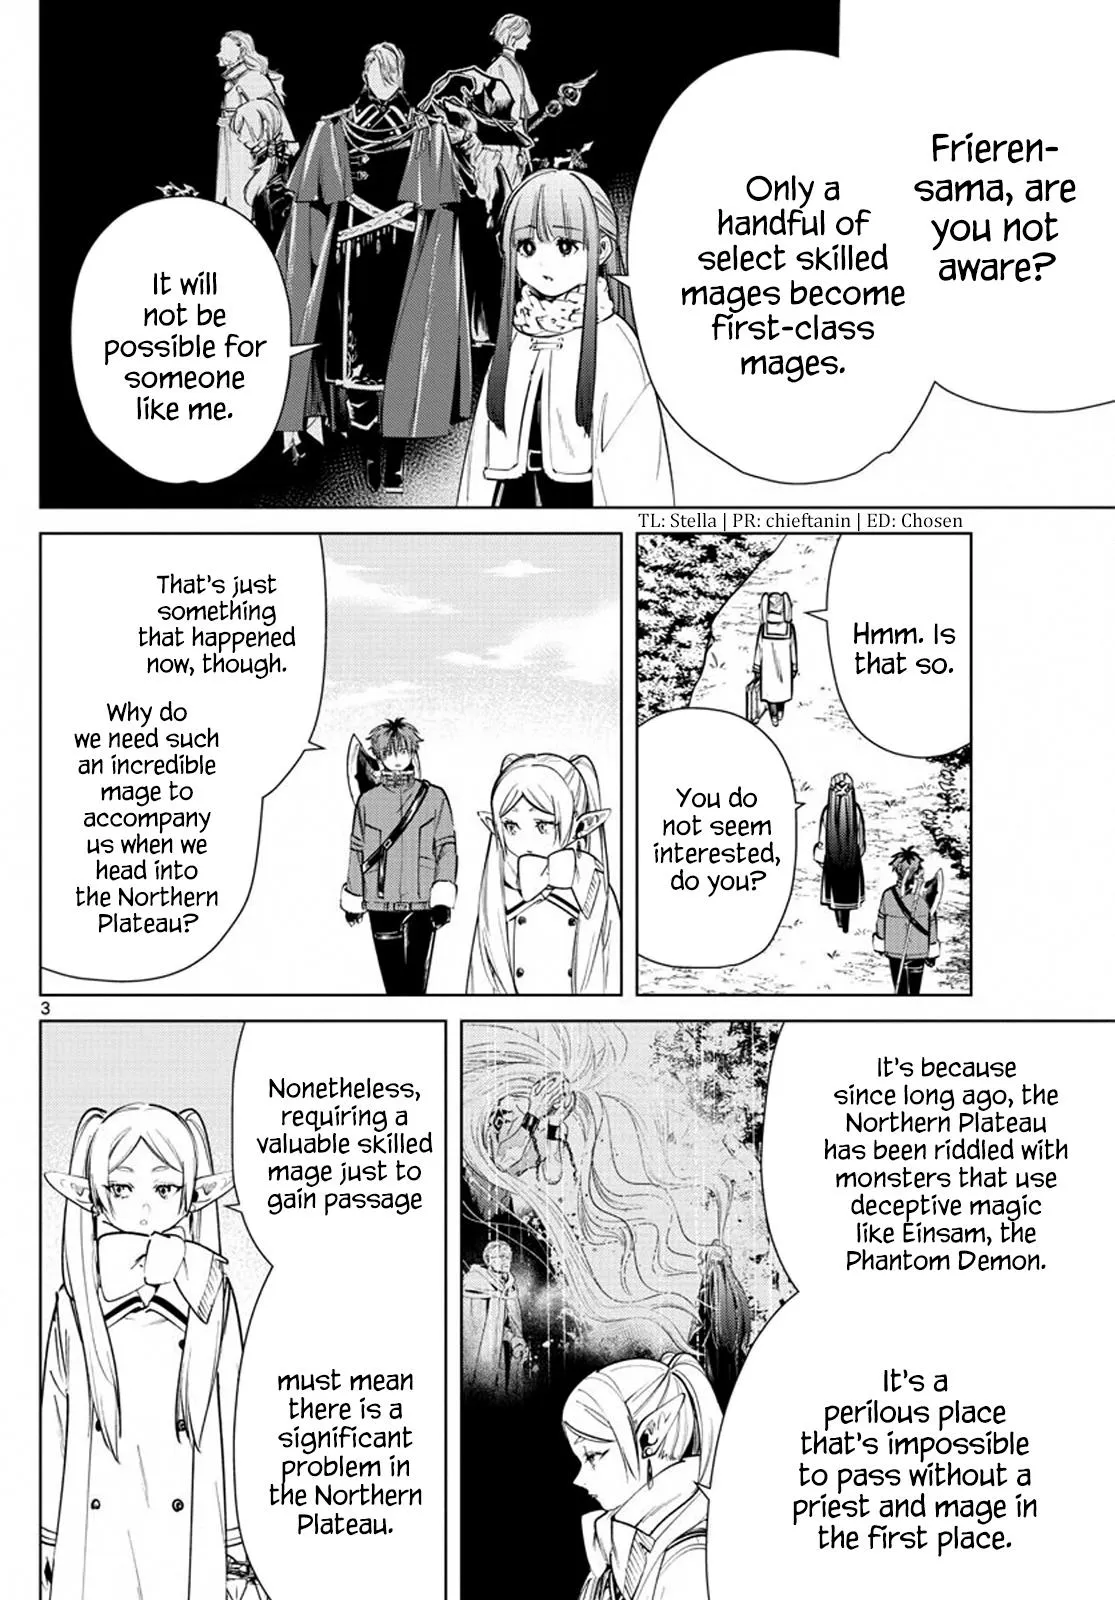 Frieren-
sama, are
you not
aware?
Only a
handful of
select skilled
mages become
first-class
mages.
It will
not be
possible for
someone
like me.
TL: Stella | PR: chieftanin | ED: Chosen
Hmm. Is
that so.
You do
not seem
interested,
do you?
That's just
something
that happened
now, though.
Why do
we need such
an incredible
mage to
accompany
us when we
head into
the Northern
Plateau?
3
It's because
since long ago, the
Northern Plateau
has been riddled with
monsters that use
deceptive magic
like Einsam, the
Phantom Demon.
It's a
perilous place
that's impossible
to pass without a
priest and mage in
the first place.
Nonetheless,
requiring a
valuable skilled
mage just to
gain passage
must mean
there is a
significant
problem in
the Northern
Plateau.